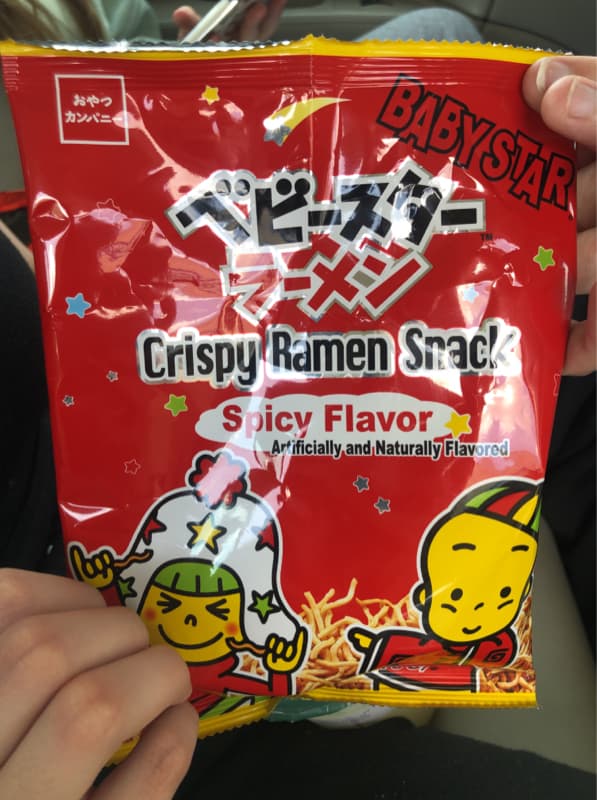 おやつ
カンパニー
BABY STAR
ベビースター
ラーメン
TM
Crispy Ramen Snack
Spicy Flavor
Artificially and Naturally Flavored